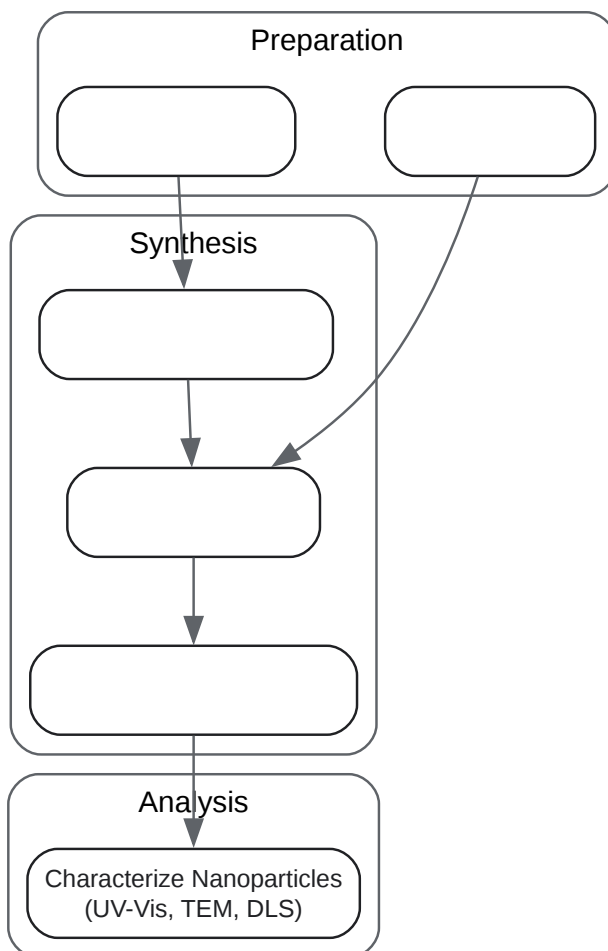 Preparation
Synthesis
Analysis
Characterize Nanoparticles
(UV-Vis, TEM, DLS)